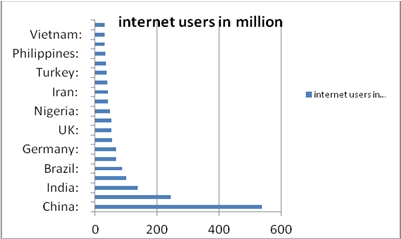 internet users in million
Vietnam:
Philippines:
Turkey:
Iran:
Nigeria:
UK:
Germany:
Brazil:
India:
China:
0 200 400 600
internet users in...